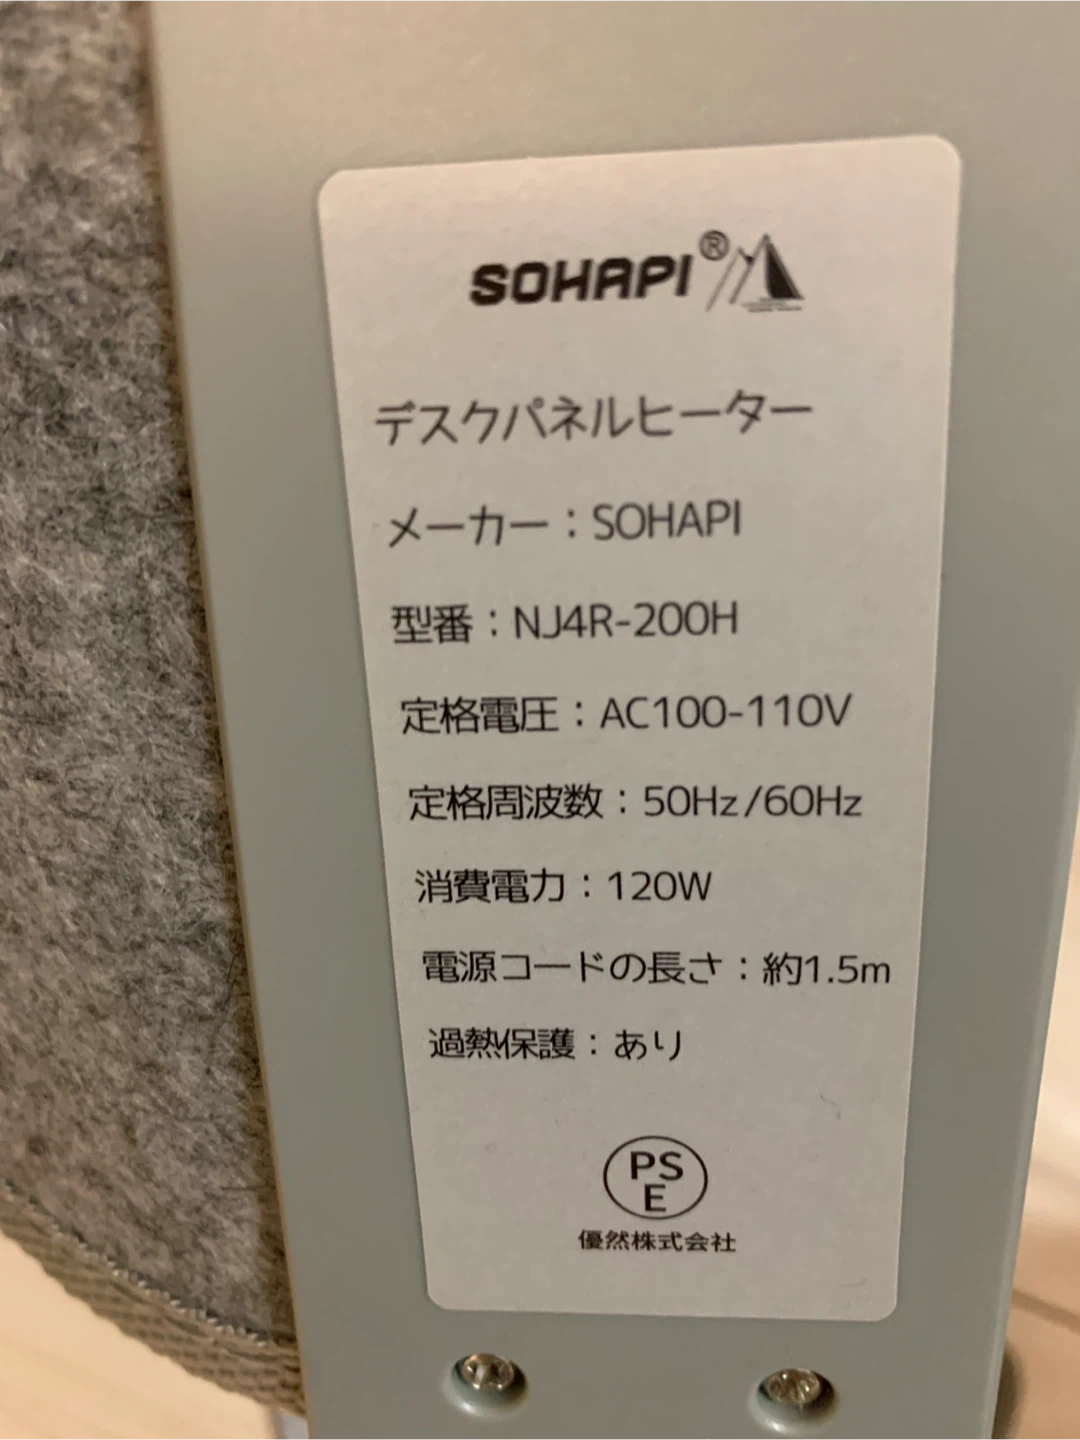 SOHAPI®
デスクパネルヒーター
メーカー：SOHAPI
型番：NJ4R-200H
定格電圧：AC100-110V
定格周波数：50Hz/60Hz
消費電力：120W
電源コードの長さ：約1.5m
過熱保護：あり
PS
E
優然株式会社